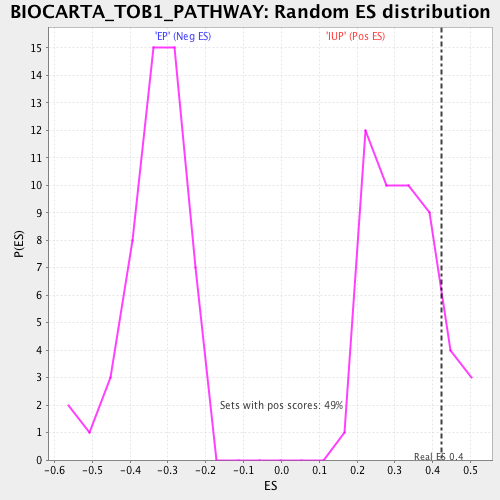 BIOCARTA_TOB1_PATHWAY: Random ES distribution
'EP' (Neg ES)
'IUP' (Pos ES)
15
14
13
12
11
10
9
8
7
6
5
4
3
2
1
0
P(ES)
Sets with pos scores: 49%
Real ES 0.4
-0.6 -0.5 -0.4 -0.3 -0.2 -0.1 0.0 0.1 0.2 0.3 0.4 0.5
ES